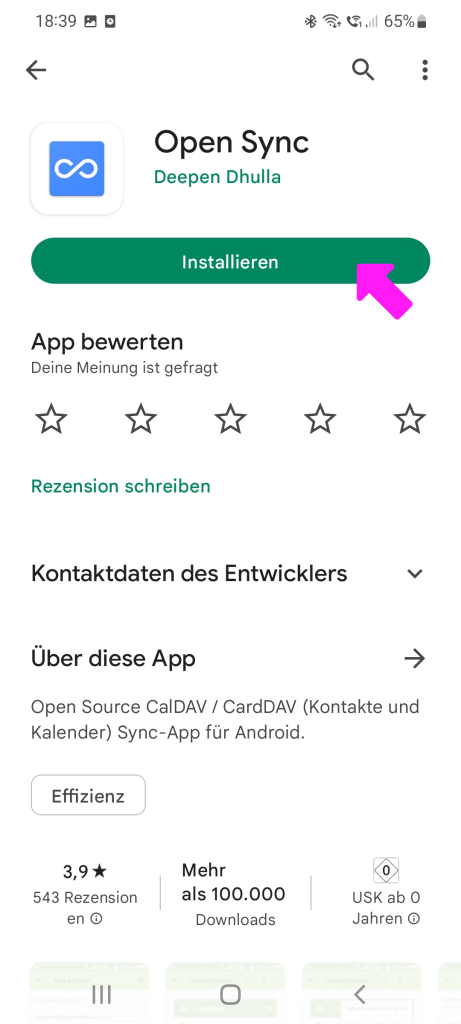 18:39
65%
Open Sync
Deepen Dhulla
Installieren
App bewerten
Deine Meinung ist gefragt
Rezension schreiben
Kontaktdaten des Entwicklers
Über diese App
Open Source CalDAV / CardDAV (Kontakte und
Kalender) Sync-App für Android.
Effizienz
3,9★
543 Rezension
en
Mehr
als 100.000
Downloads
0
USK ab 0
Jahren